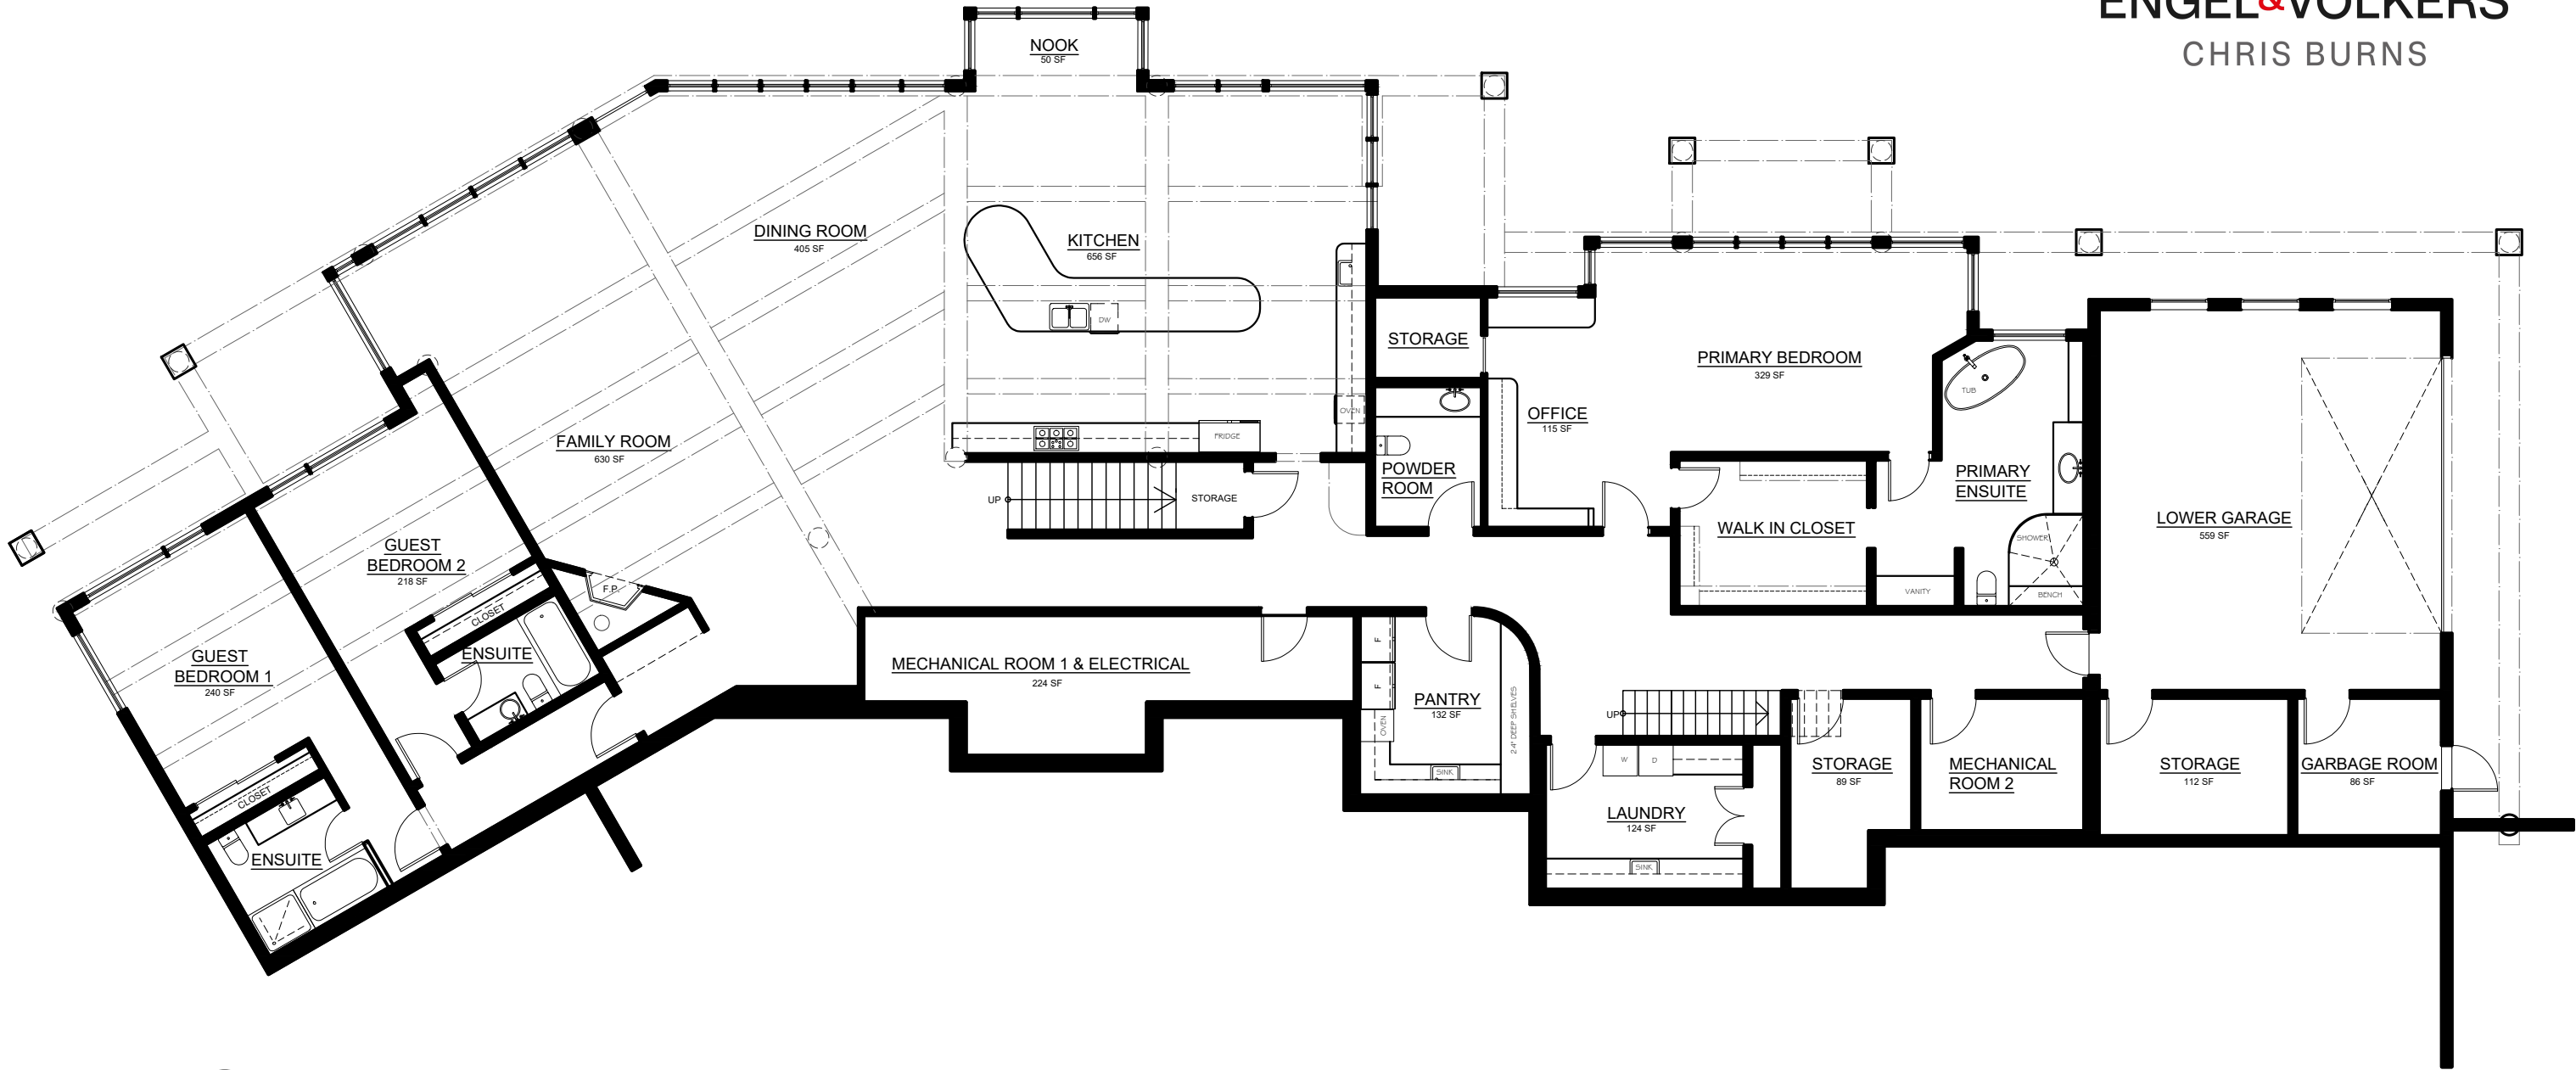 ENGEL&VÖLKERS
CHRIS BURNS
NOOK
50 SF
DINING ROOM
405 SF
KITCHEN
656 SF
DW
STORAGE
PRIMARY BEDROOM
329 SF
TUB
OVEN
OFFICE
115 SF
FAMILY ROOM
630 SF
FRIDGE
POWDER
ROOM
PRIMARY
ENSUITE
UP
STORAGE
WALK IN CLOSET
LOWER GARAGE
559 SF
SHOWER
GUEST
BEDROOM 2
218 SF
F.P.
CLOSET
VANITY
BENCH
ENSUITE
GUEST
BEDROOM 1
240 SF
MECHANICAL ROOM 1 & ELECTRICAL
224 SF
F
F
PANTRY
132 SF
24" DEEP SHELVES
OVEN
SINK
UP
W
D
STORAGE
89 SF
MECHANICAL
ROOM 2
STORAGE
112 SF
GARBAGE ROOM
86 SF
CLOSET
LAUNDRY
124 SF
ENSUITE
SINK